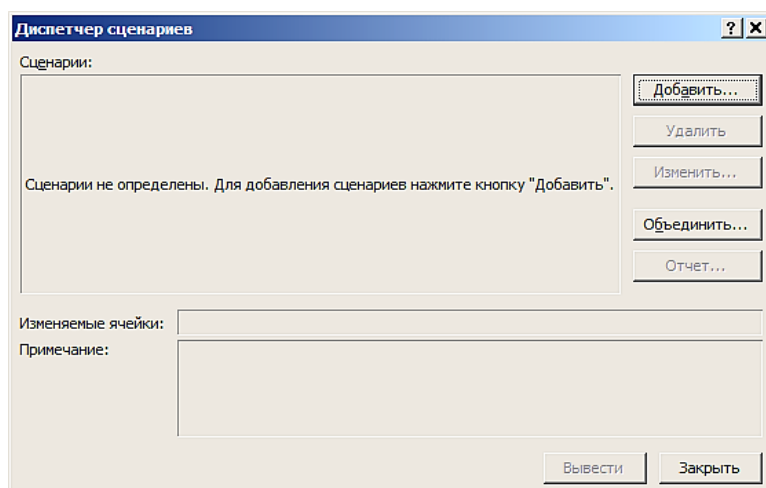 Диспетчер сценариев
Сценарии:
Добавить...
Удалить
Сценарии не определены. Для добавления сценариев нажмите кнопку "Добавить".
Изменить...
Объединить...
Отчет...
Изменяемые ячейки:
Примечание:
Вывести
Закрыть